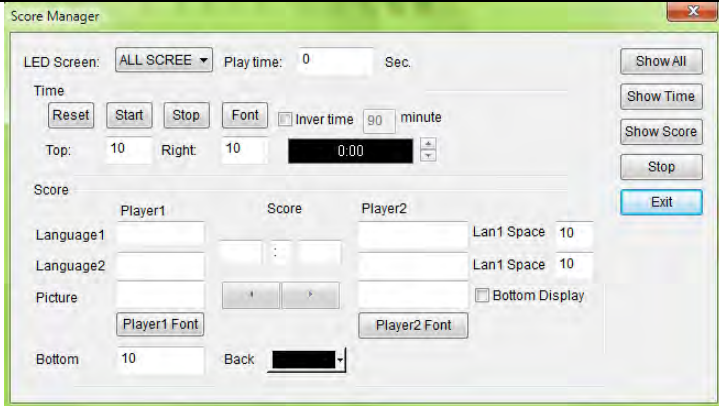 Score Manager
LED Screen: ALL SCREE Play time: 0 Sec. Show All
Time Show Time
Reset Start Stop Font Inver time 90 minute
Show Score
Top: 10 Right: 10 0:00
Stop
Score Exit
Player1 Score Player2
Language1 : Lan1 Space 10
Language2 Lan1 Space 10
Picture Bottom Display
Player1 Font Player2 Font
Bottom 10 Back